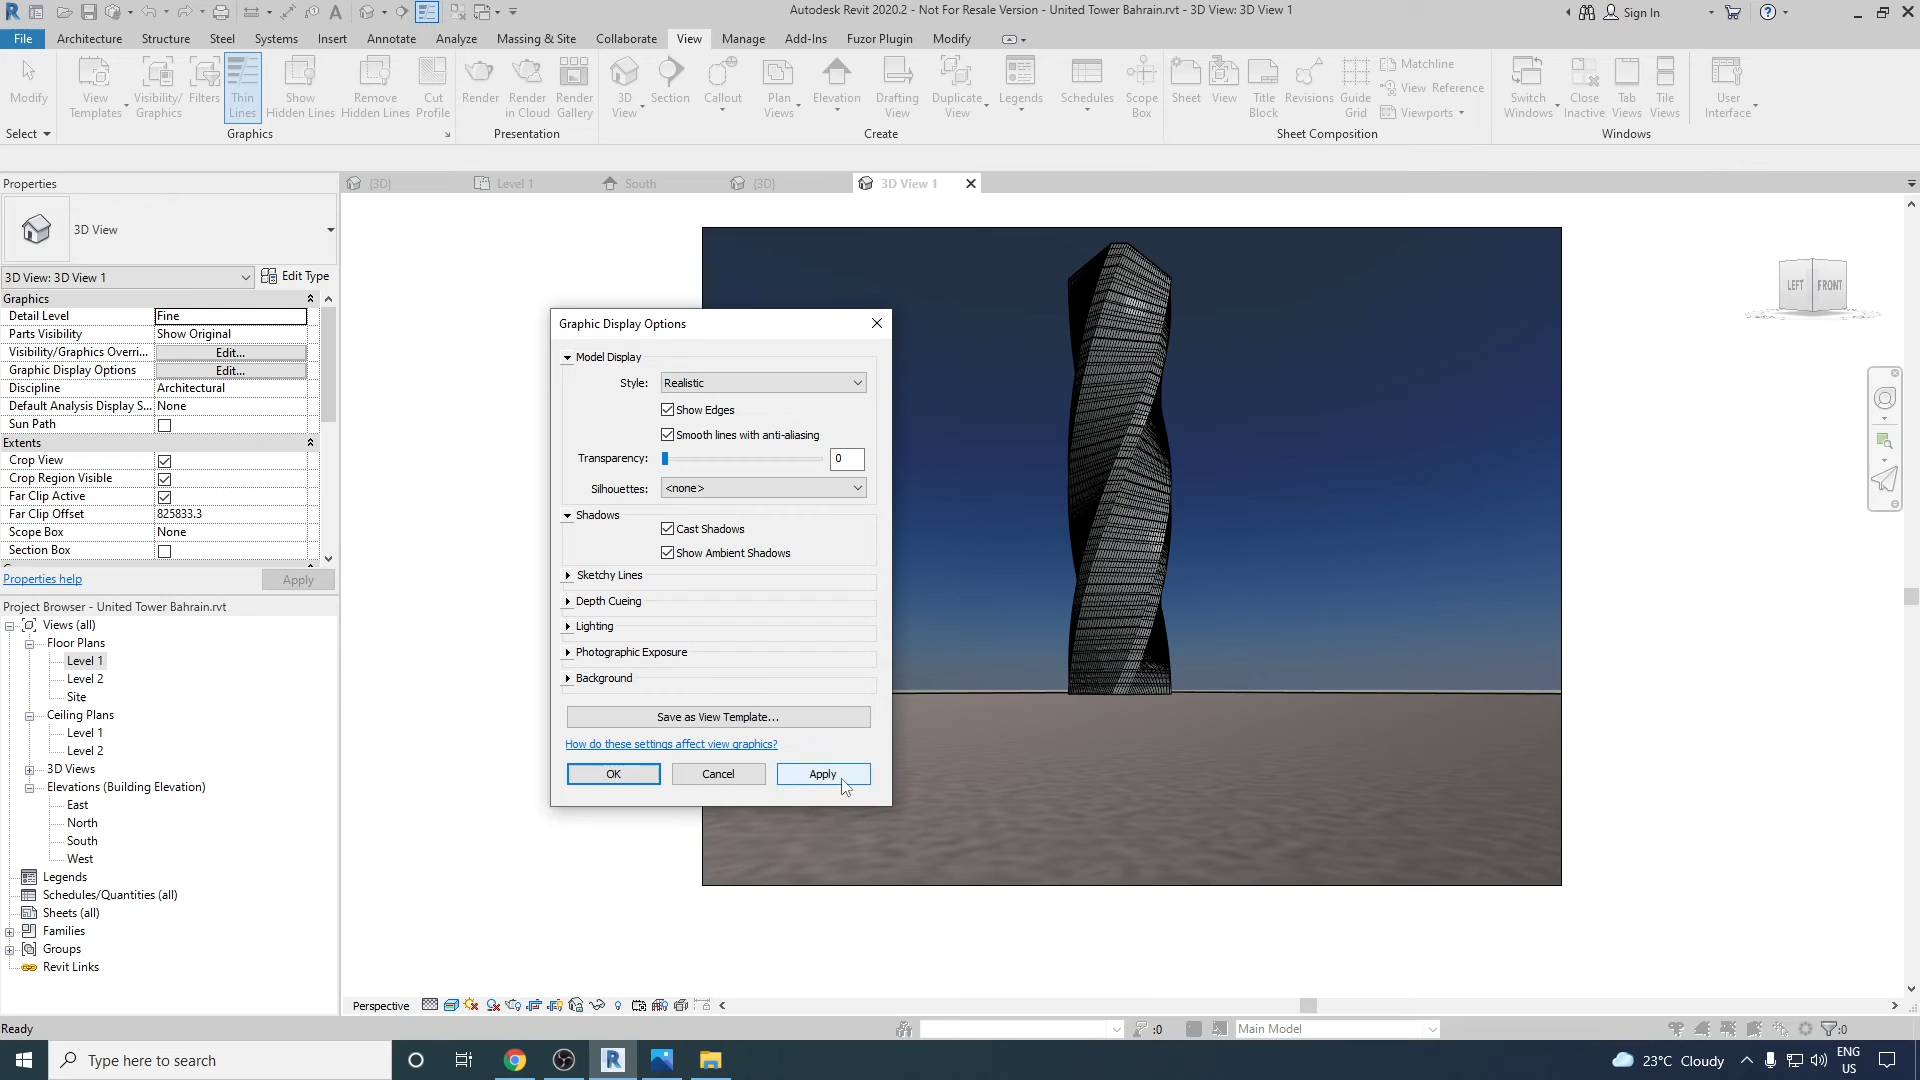 Autodesk Revit 2020.2 - Not For Resale Version - United Tower Bahrain.rvt - 3D View: 3D View 1
Sign In
File Architecture Structure Steel Systems Insert Annotate Analyze Massing & Site Collaborate View Manage Add-Ins Fuzor Plugin Modify
Modify
View Templates
Visibility/ Graphics
Filters
Thin Lines
Show Hidden Lines
Remove Hidden Lines
Cut Profile
Render
Render in Cloud
Render Gallery
3D View
Section
Callout
Plan Views
Elevation
Drafting View
Duplicate View
Legends
Schedules
Scope Box
Sheet
View
Title Block
Revisions
Guide Grid
Matchline
View Reference
Viewports
Switch Windows
Close Inactive
Tab Views
Tile Views
User Interface
Select Graphics Presentation Create Sheet Composition Windows
Properties
{3D} Level 1 South {3D} 3D View 1
3D View
3D View: 3D View 1 Edit Type
Graphics
Detail Level Fine
Parts Visibility Show Original
Visibility/Graphics Overri... Edit...
Graphic Display Options Edit...
Discipline Architectural
Default Analysis Display S... None
Sun Path
Extents
Crop View
Crop Region Visible
Far Clip Active
Far Clip Offset 825833.3
Scope Box None
Section Box
Properties help Apply
Project Browser - United Tower Bahrain.rvt
Views (all)
Floor Plans
Level 1
Level 2
Site
Ceiling Plans
Level 1
Level 2
3D Views
Elevations (Building Elevation)
East
North
South
West
Legends
Schedules/Quantities (all)
Sheets (all)
Families
Groups
Revit Links
Graphic Display Options
Model Display
Style: Realistic
Show Edges
Smooth lines with anti-aliasing
Transparency: 0
Silhouettes: <none>
Shadows
Cast Shadows
Show Ambient Shadows
Sketchy Lines
Depth Cueing
Lighting
Photographic Exposure
Background
Save as View Template...
How do these settings affect view graphics?
OK Cancel Apply
LEFT FRONT
Perspective
Ready
:0
Main Model
:0
Type here to search
23°C Cloudy
ENG
US